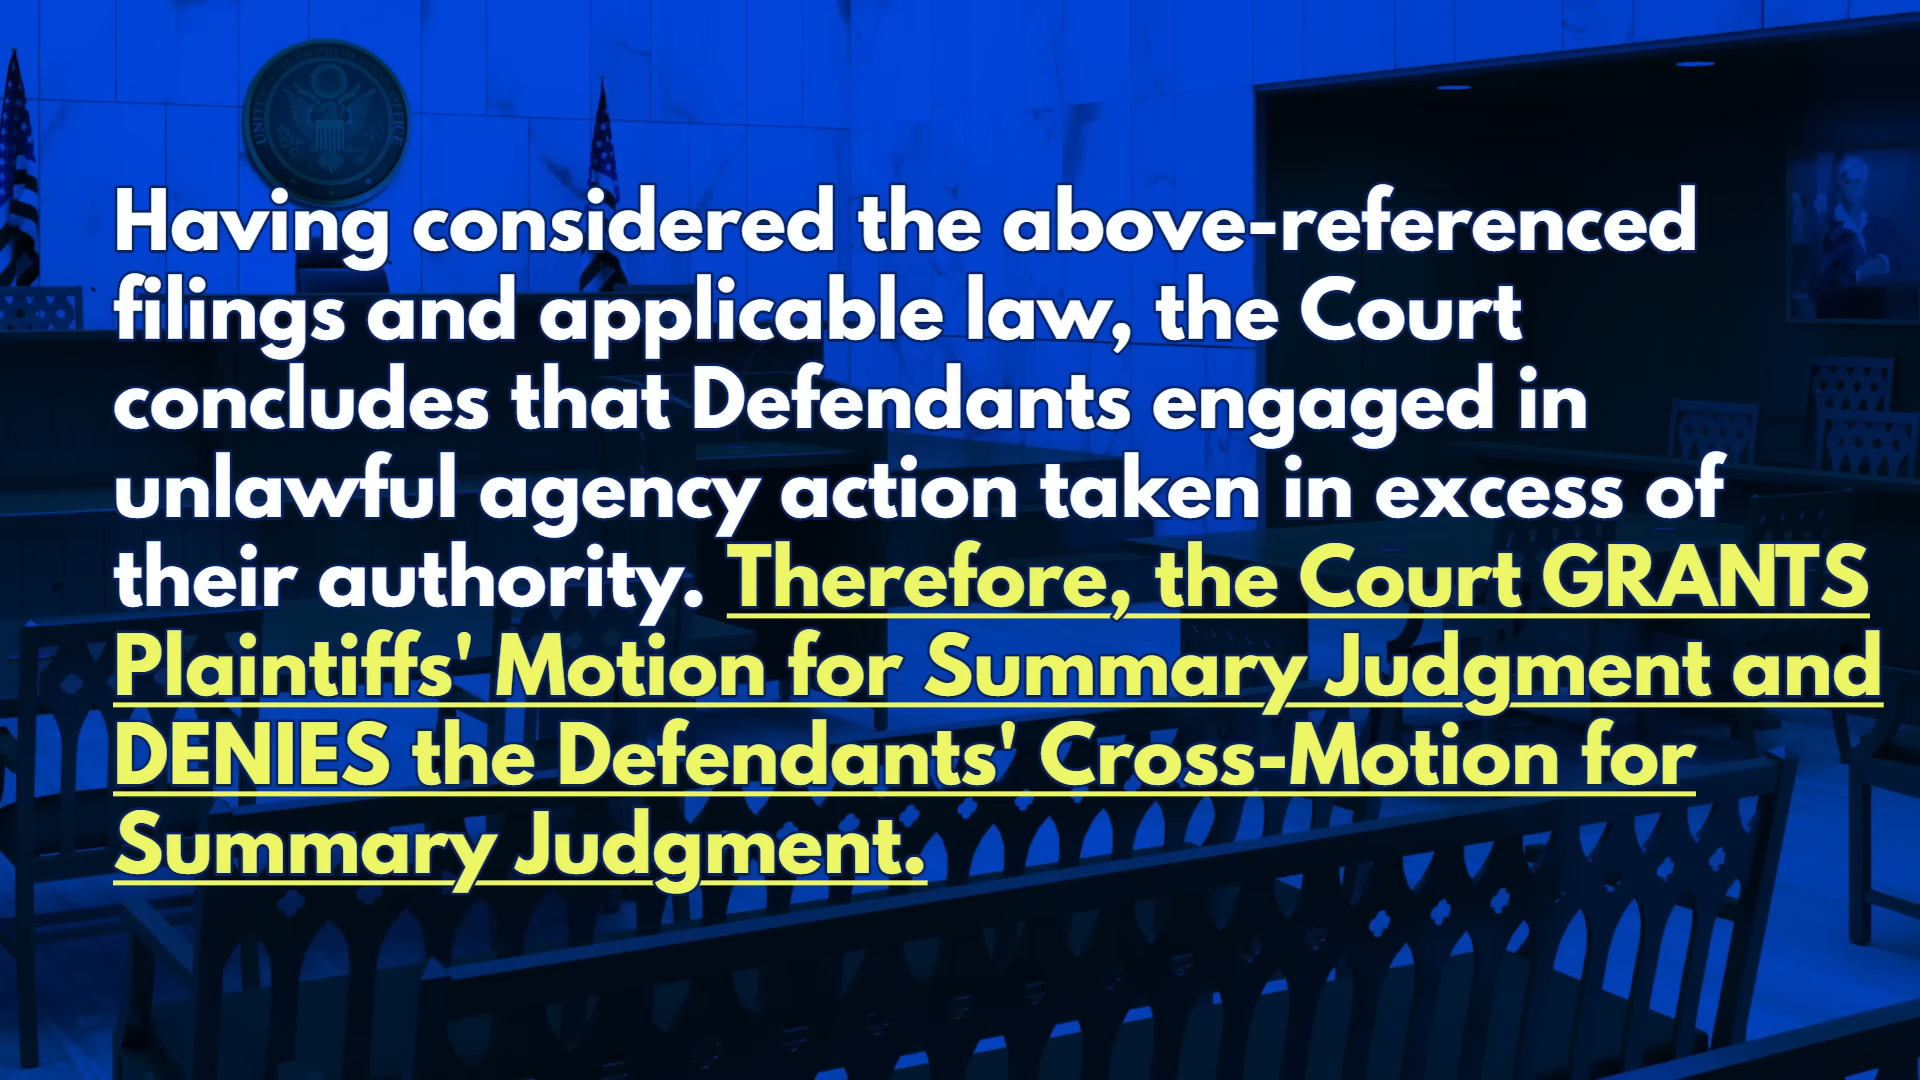 Having considered the above-referenced
filings and applicable law, the Court
concludes that Defendants engaged in
unlawful agency action taken in excess of
their authority. Therefore, the Court GRANTS
Plaintiffs' Motion for Summary Judgment and
DENIES the Defendants' Cross-Motion for
Summary Judgment.